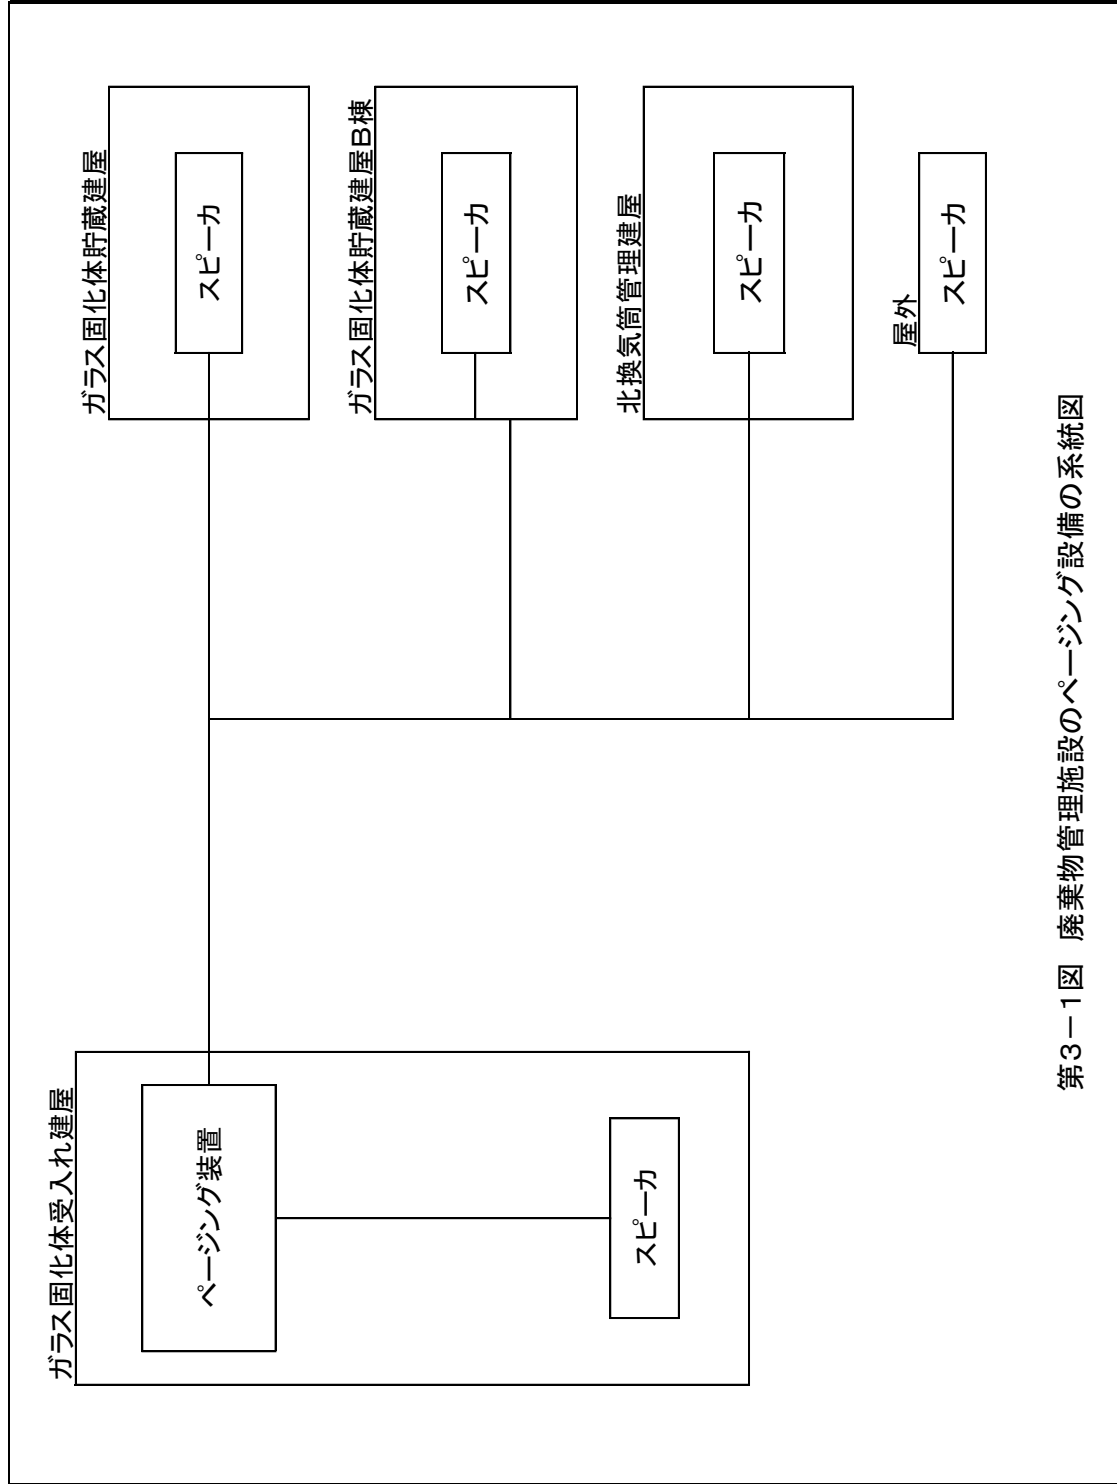 ガラス固化体受入れ建屋
ページング装置
スピーカ
ガラス固化体貯蔵建屋
スピーカ
ガラス固化体貯蔵建屋B棟
スピーカ
北換気筒管理建屋
スピーカ
屋外
スピーカ
第3-1図 廃棄物管理施設のページング設備の系統図